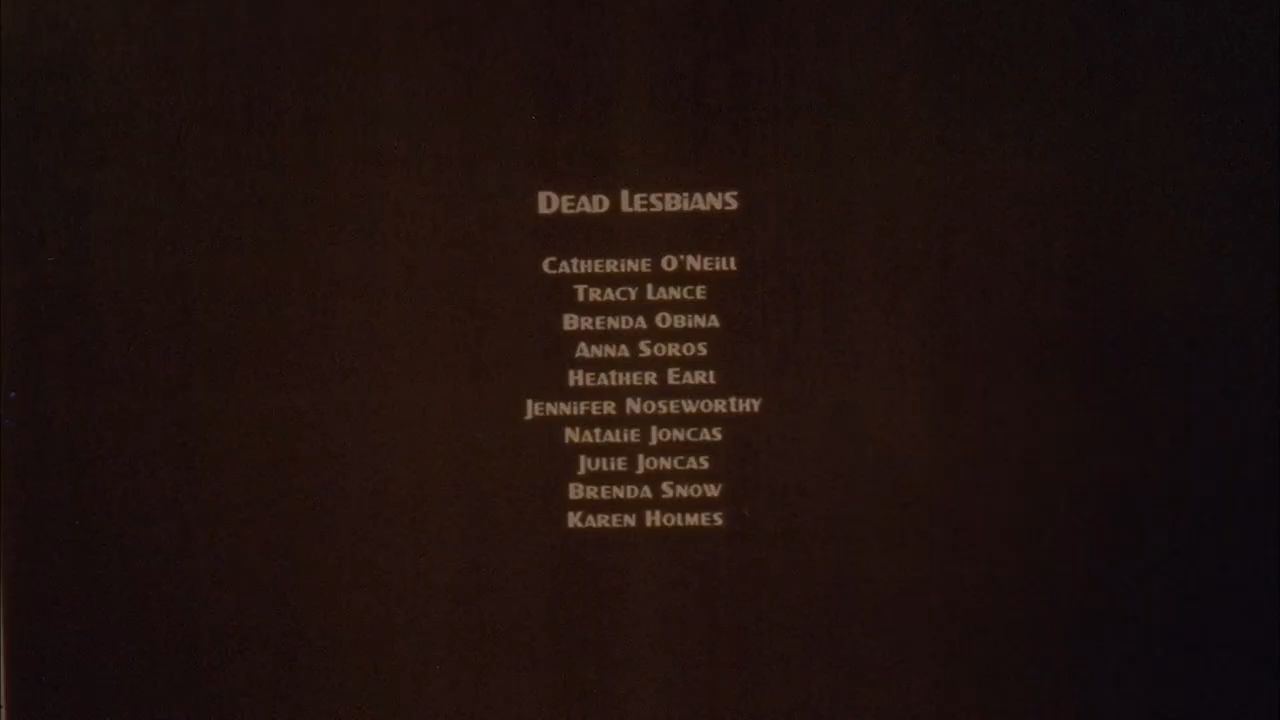 Dead Lesbians
Catherine O'Neill
Tracy Lance
Brenda Obina
Anna Soros
Heather Earl
Jennifer Noseworthy
Natalie Joncas
Julie Joncas
Brenda Snow
Karen Holmes